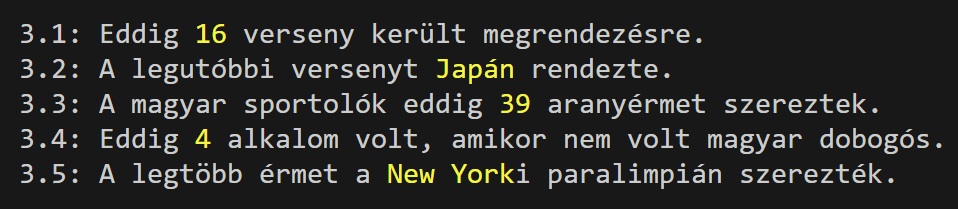 3.1: Eddig 16 verseny került megrendezésre.
3.2: A legutóbbi versenyt Japán rendezte.
3.3: A magyar sportolók eddig 39 aranyérmet szereztek.
3.4: Eddig 4 alkalom volt, amikor nem volt magyar dobogós.
3.5: A legtöbb érmet a New Yorki paralimpián szerezték.